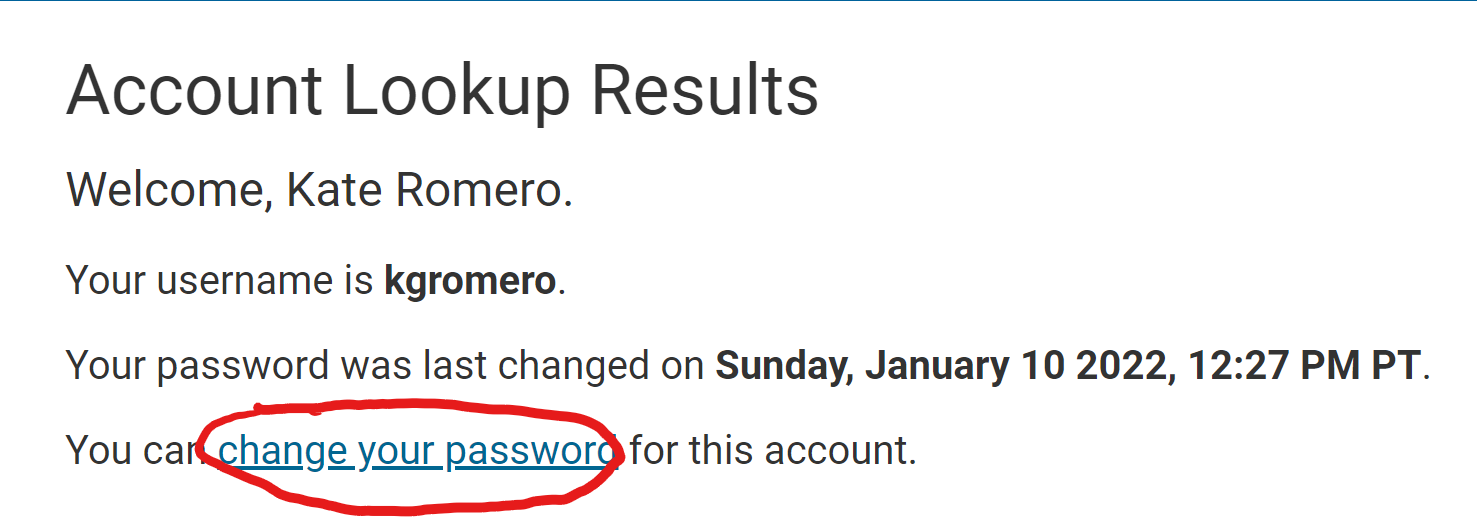 Account Lookup Results
Welcome, Kate Romero.
Your username is kgromero.
Your password was last changed on Sunday, January 10 2022, 12:27 PM PT.
You can change your password for this account.